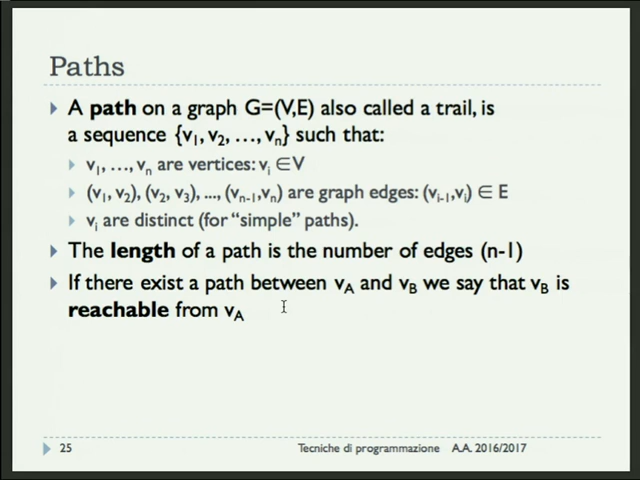 Paths
A path on a graph G=(V,E) also called a trail, is
a sequence {v1, v2, …, vn} such that:
v1, …, vn are vertices: vi ∈V
(v1, v2), (v2, v3), ..., (vn-1,vn) are graph edges: (vi-1,vi) ∈ E
vi are distinct (for “simple” paths).
The length of a path is the number of edges (n-1)
If there exist a path between vA and vB we say that vB is
reachable from vA
25 Tecniche di programmazione A.A. 2016/2017